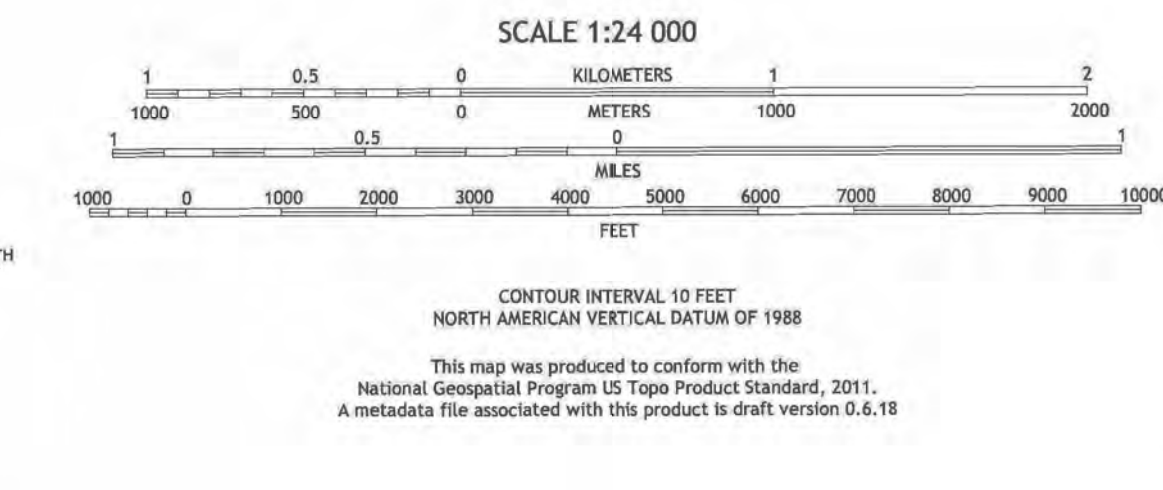 SCALE 1:24 000
1 0.5 0 KILOMETERS 1 2
1000 500 0 METERS 1000 2000
1 0.5 0 1
MILES
1000 0 1000 2000 3000 4000 5000 6000 7000 8000 9000 10000
FEET
TH
CONTOUR INTERVAL 10 FEET
NORTH AMERICAN VERTICAL DATUM OF 1988
This map was produced to conform with the
National Geospatial Program US Topo Product Standard, 2011.
A metadata file associated with this product is draft version 0.6.18